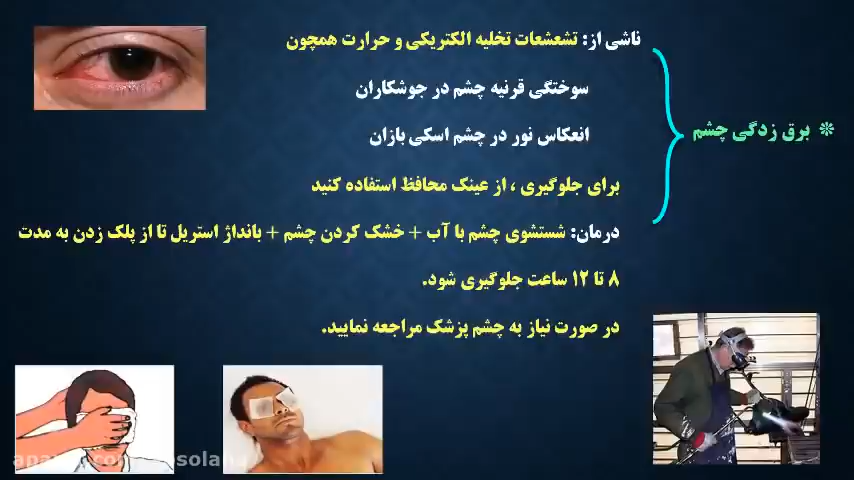 ❊ برق زدگی چشم
ناشی از: تشعشعات تخلیه الکتریکی و حرارت همچون
سوختگی قرنیه چشم در جوشکاران
انعکاس نور در چشم اسکی بازان
برای جلوگیری ، از عینک محافظ استفاده کنید
درمان: شستشوی چشم با آب + خشک کردن چشم + بانداژ استریل تا از پلک زدن به مدت
۸ تا ۱۲ ساعت جلوگیری شود.
در صورت نیاز به چشم پزشک مراجعه نمایید.